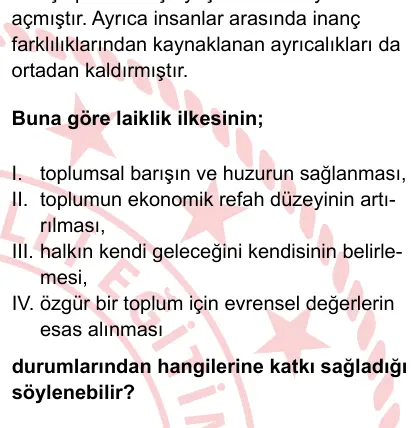 açmıştır. Ayrıca insanlar arasında inanç
farklılıklarından kaynaklanan ayrıcalıkları da
ortadan kaldırmıştır.
Buna göre laiklik ilkesinin;
I. toplumsal barışın ve huzurun sağlanması,
II. toplumun ekonomik refah düzeyinin artı-
rılması,
III. halkın kendi geleceğini kendisinin belirle-
mesi,
IV. özgür bir toplum için evrensel değerlerin
esas alınması
durumlarından hangilerine katkı sağladığı
söylenebilir?